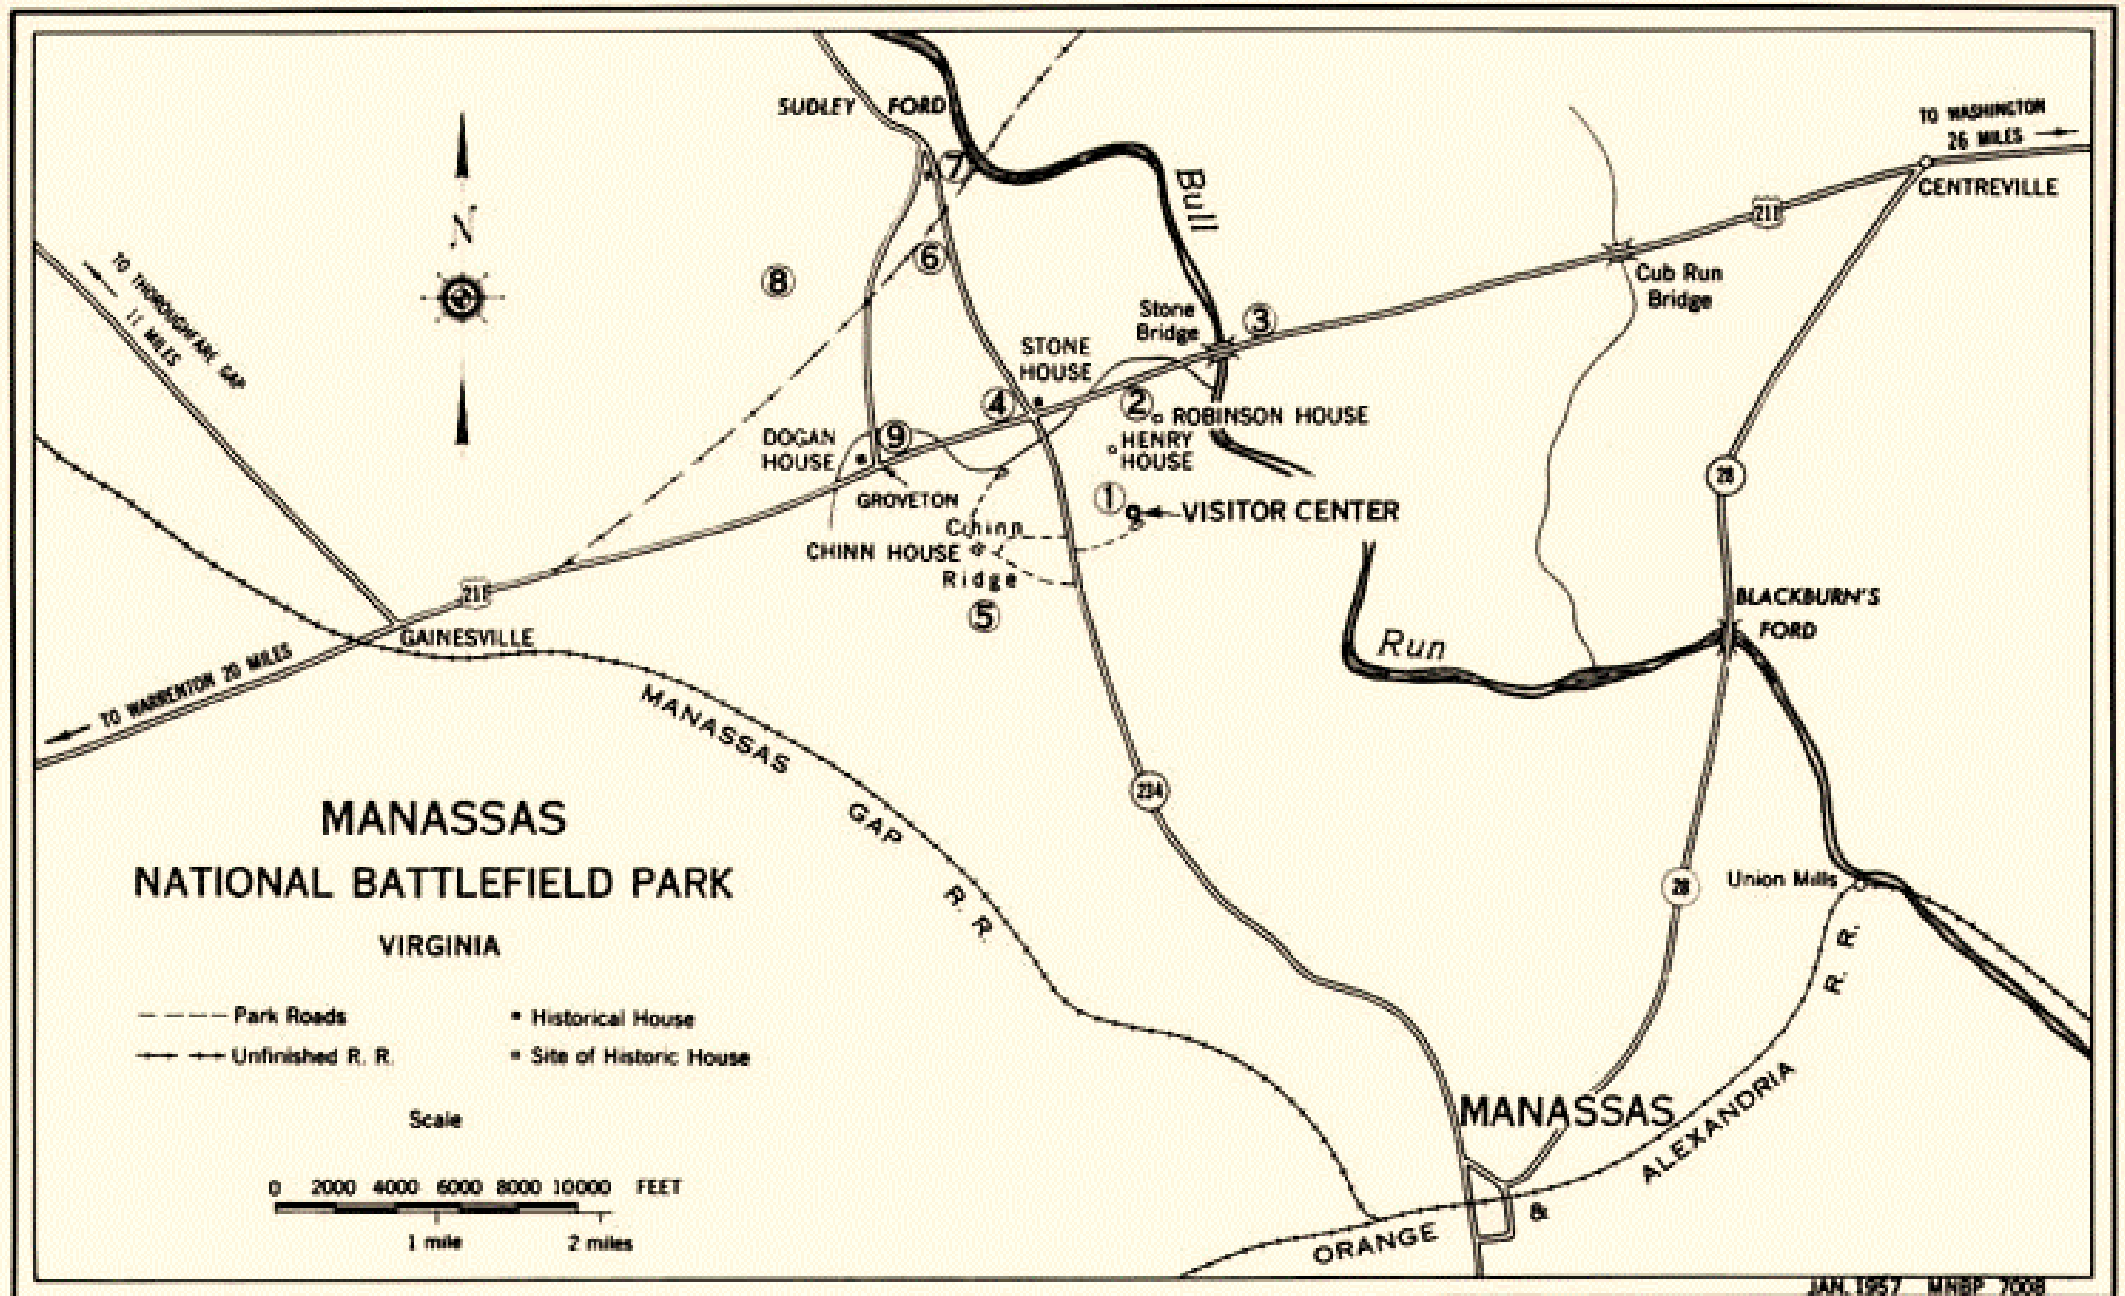 SUDLEY FORD
TO WASHINGTON
26 MILES
CENTREVILLE
211
7
Bull
N
TO THOROUGHFARE GAP
11 MILES
6
8
Cub Run
Bridge
Stone
Bridge
3
STONE
HOUSE
4
2
ROBINSON HOUSE
DOGAN
HOUSE
9
HENRY
HOUSE
28
GROVETON
1
VISITOR CENTER
Chinn
CHINN HOUSE
Ridge
5
211
GAINESVILLE
BLACKBURN'S
FORD
Run
TO WARRENTON 20 MILES
MANASSAS GAP R. R.
234
MANASSAS
NATIONAL BATTLEFIELD PARK
VIRGINIA
28
Union Mills
Park Roads
Historical House
Unfinished R. R.
Site of Historic House
Scale
0 2000 4000 6000 8000 10000 FEET
1 mile 2 miles
MANASSAS
ORANGE & ALEXANDRIA R. R.
JAN. 1957 MNBP 7008